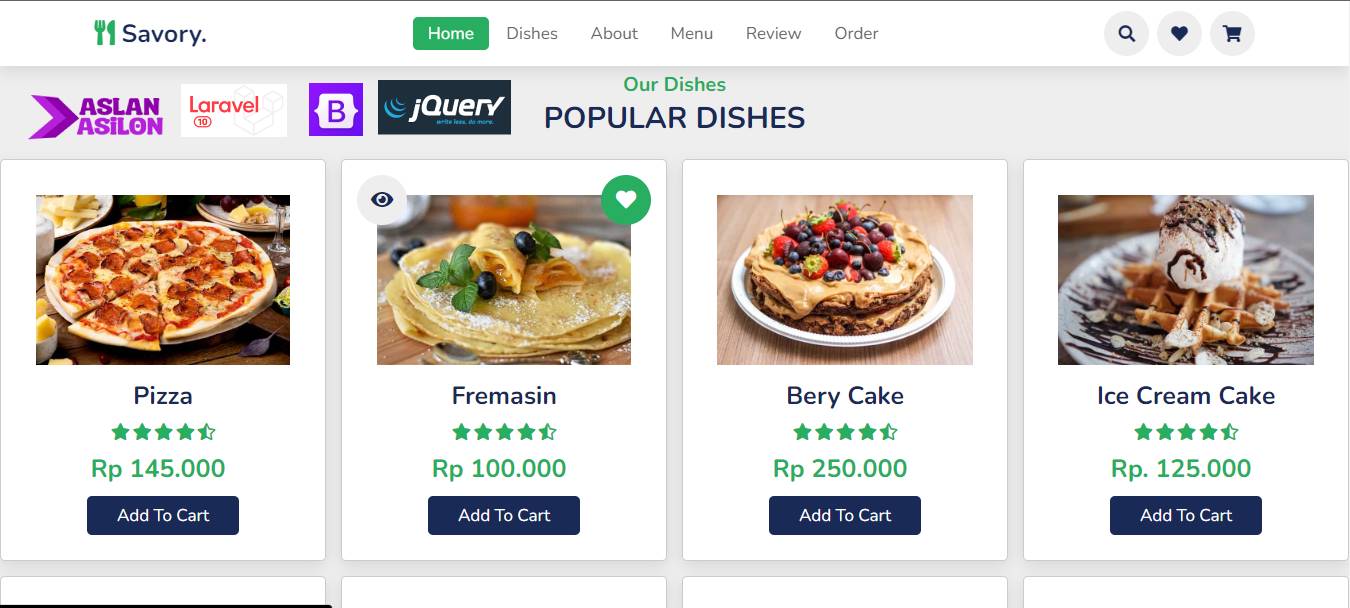 Savory.
Home Dishes About Menu Review Order
ASLAN
ASiLON
Laravel
10
B
jQuery
write less. do more.
Our Dishes
POPULAR DISHES
Pizza
Rp 145.000
Add To Cart
Fremasin
Rp 100.000
Add To Cart
Bery Cake
Rp 250.000
Add To Cart
Ice Cream Cake
Rp. 125.000
Add To Cart